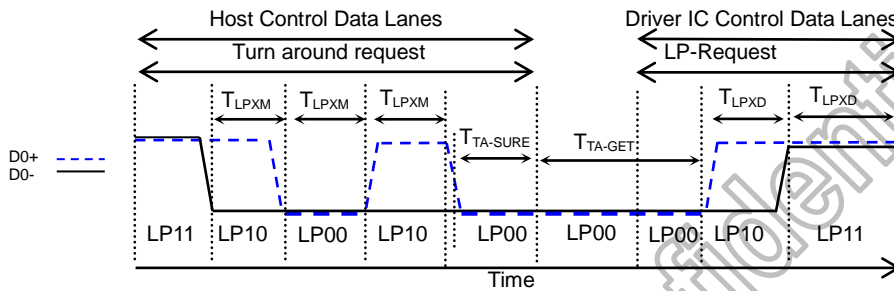 Host Control Data Lanes
Driver IC Control Data Lanes
Turn around request
LP-Request
TLPXM
TLPXM
TLPXM
TLPXD
TLPXD
TTA-SURE
TTA-GET
D0+
D0-
LP11
LP10
LP00
LP10
LP00
LP00
LP00
LP10
LP11
Time